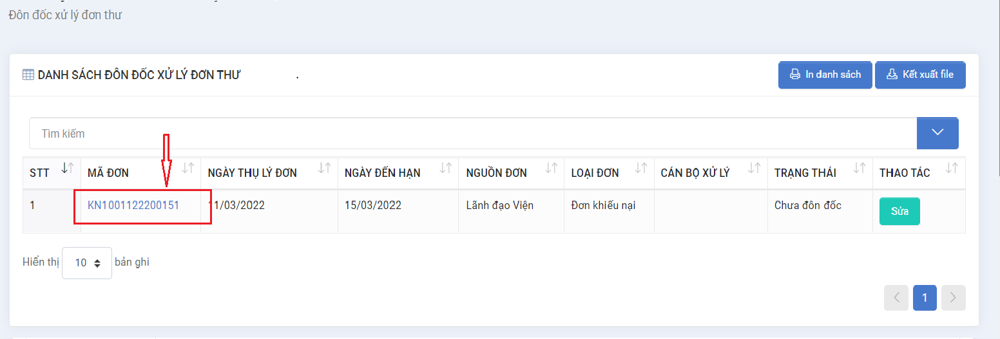 Đôn đốc xử lý đơn thư
DANH SÁCH ĐÔN ĐỐC XỬ LÝ ĐƠN THƯ .
In danh sách Kết xuất file
Tìm kiếm
STT MÃ ĐƠN NGÀY THỤ LÝ ĐƠN NGÀY ĐẾN HẠN NGUỒN ĐƠN LOẠI ĐƠN CÁN BỘ XỬ LÝ TRẠNG THÁI THAO TÁC
1 KN1001122200151 11/03/2022 15/03/2022 Lãnh đạo Viện Đơn khiếu nại Chưa đôn đốc Sửa
Hiển thị 10 bản ghi
1